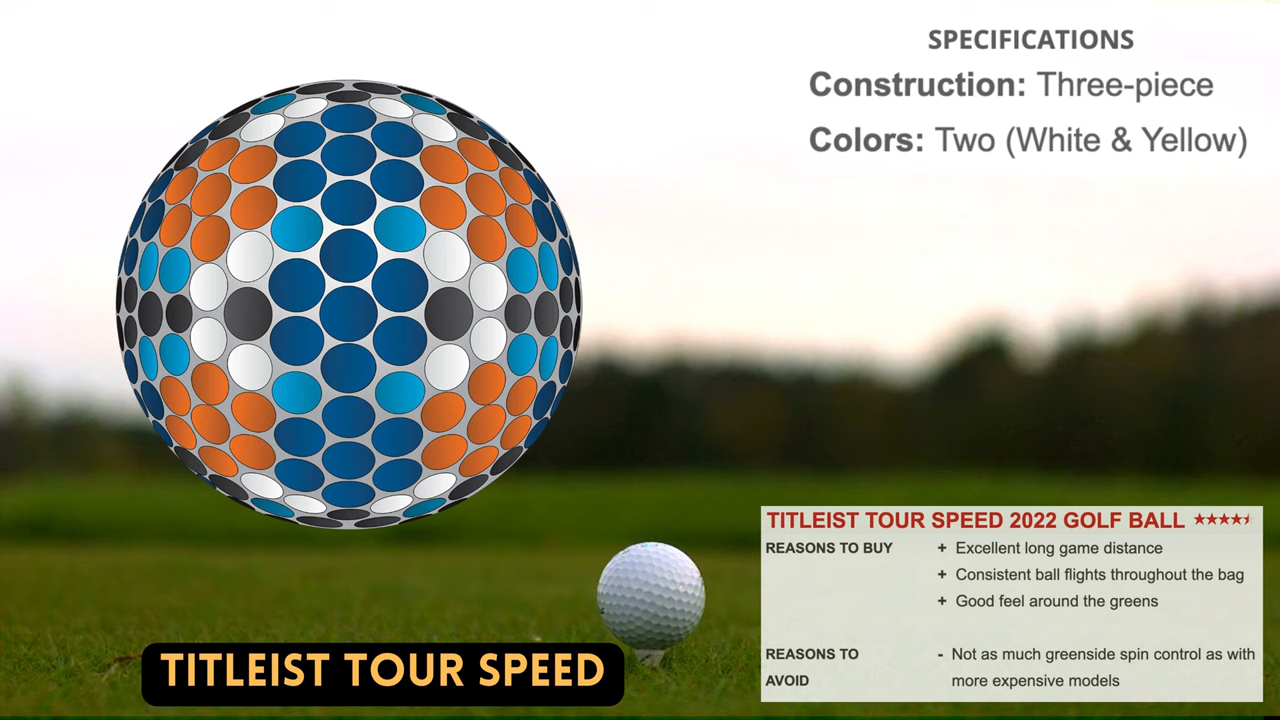 SPECIFICATIONS
Construction: Three-piece
Colors: Two (White & Yellow)
TITLEIST TOUR SPEED 2022 GOLF BALL
REASONS TO BUY + Excellent long game distance
+ Consistent ball flights throughout the bag
+ Good feel around the greens
REASONS TO - Not as much greenside spin control as with
AVOID more expensive models
TITLEIST TOUR SPEED